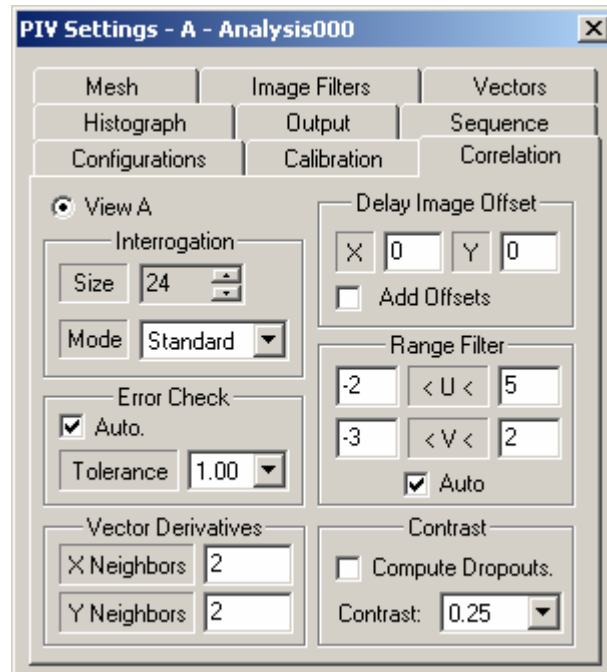 PIV Settings - A - Analysis000
Mesh
Image Filters
Vectors
Histograph
Output
Sequence
Configurations
Calibration
Correlation
View A
Interrogation
Size 24
Mode Standard
Error Check
Auto.
Tolerance 1.00
Vector Derivatives
X Neighbors 2
Y Neighbors 2
Delay Image Offset
X 0 Y 0
Add Offsets
Range Filter
-2 < U < 5
-3 < V < 2
Auto
Contrast
Compute Dropouts.
Contrast: 0.25